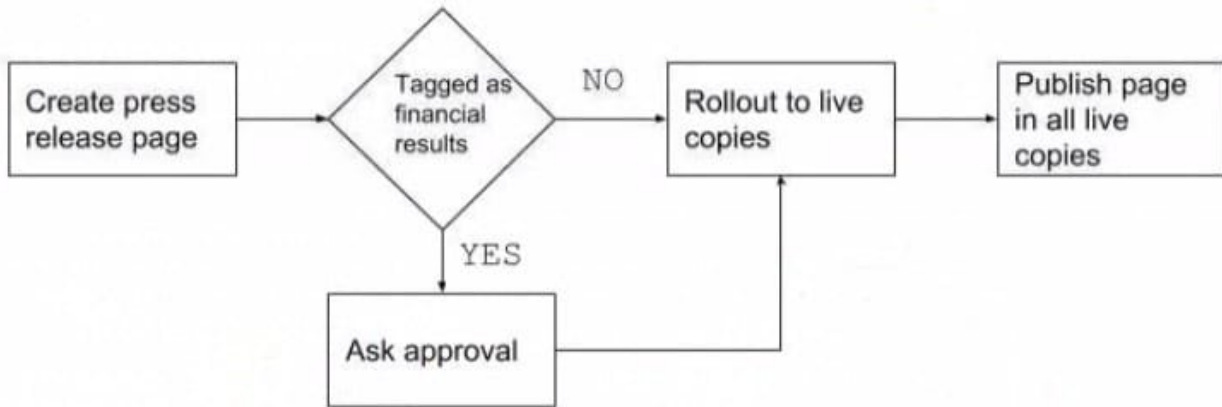 Create press
release page
Tagged as
financial
results
NO
Rollout to live
copies
Publish page
in all live
copies
YES
Ask approval